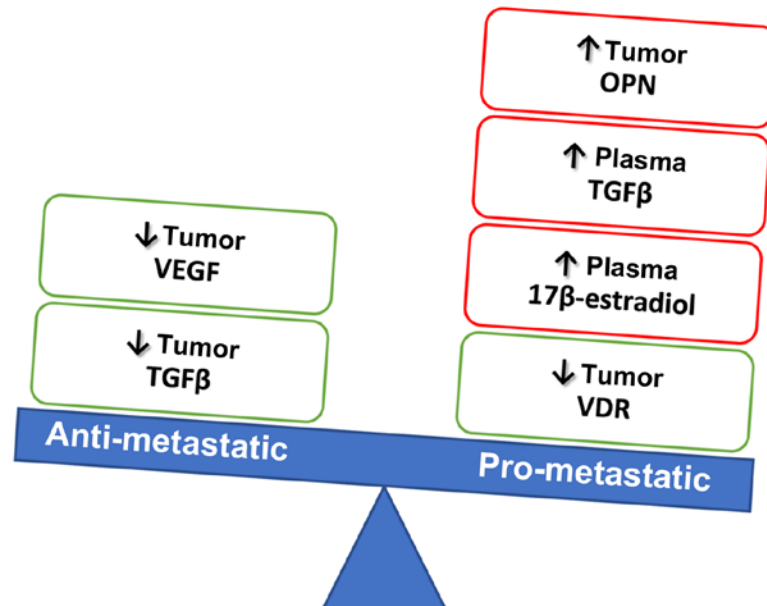 ↑ Tumor
OPN
↑ Plasma
TGFβ
↑ Plasma
17β-estradiol
↓ Tumor
VDR
↓ Tumor
VEGF
↓ Tumor
TGFβ
Anti-metastatic
Pro-metastatic